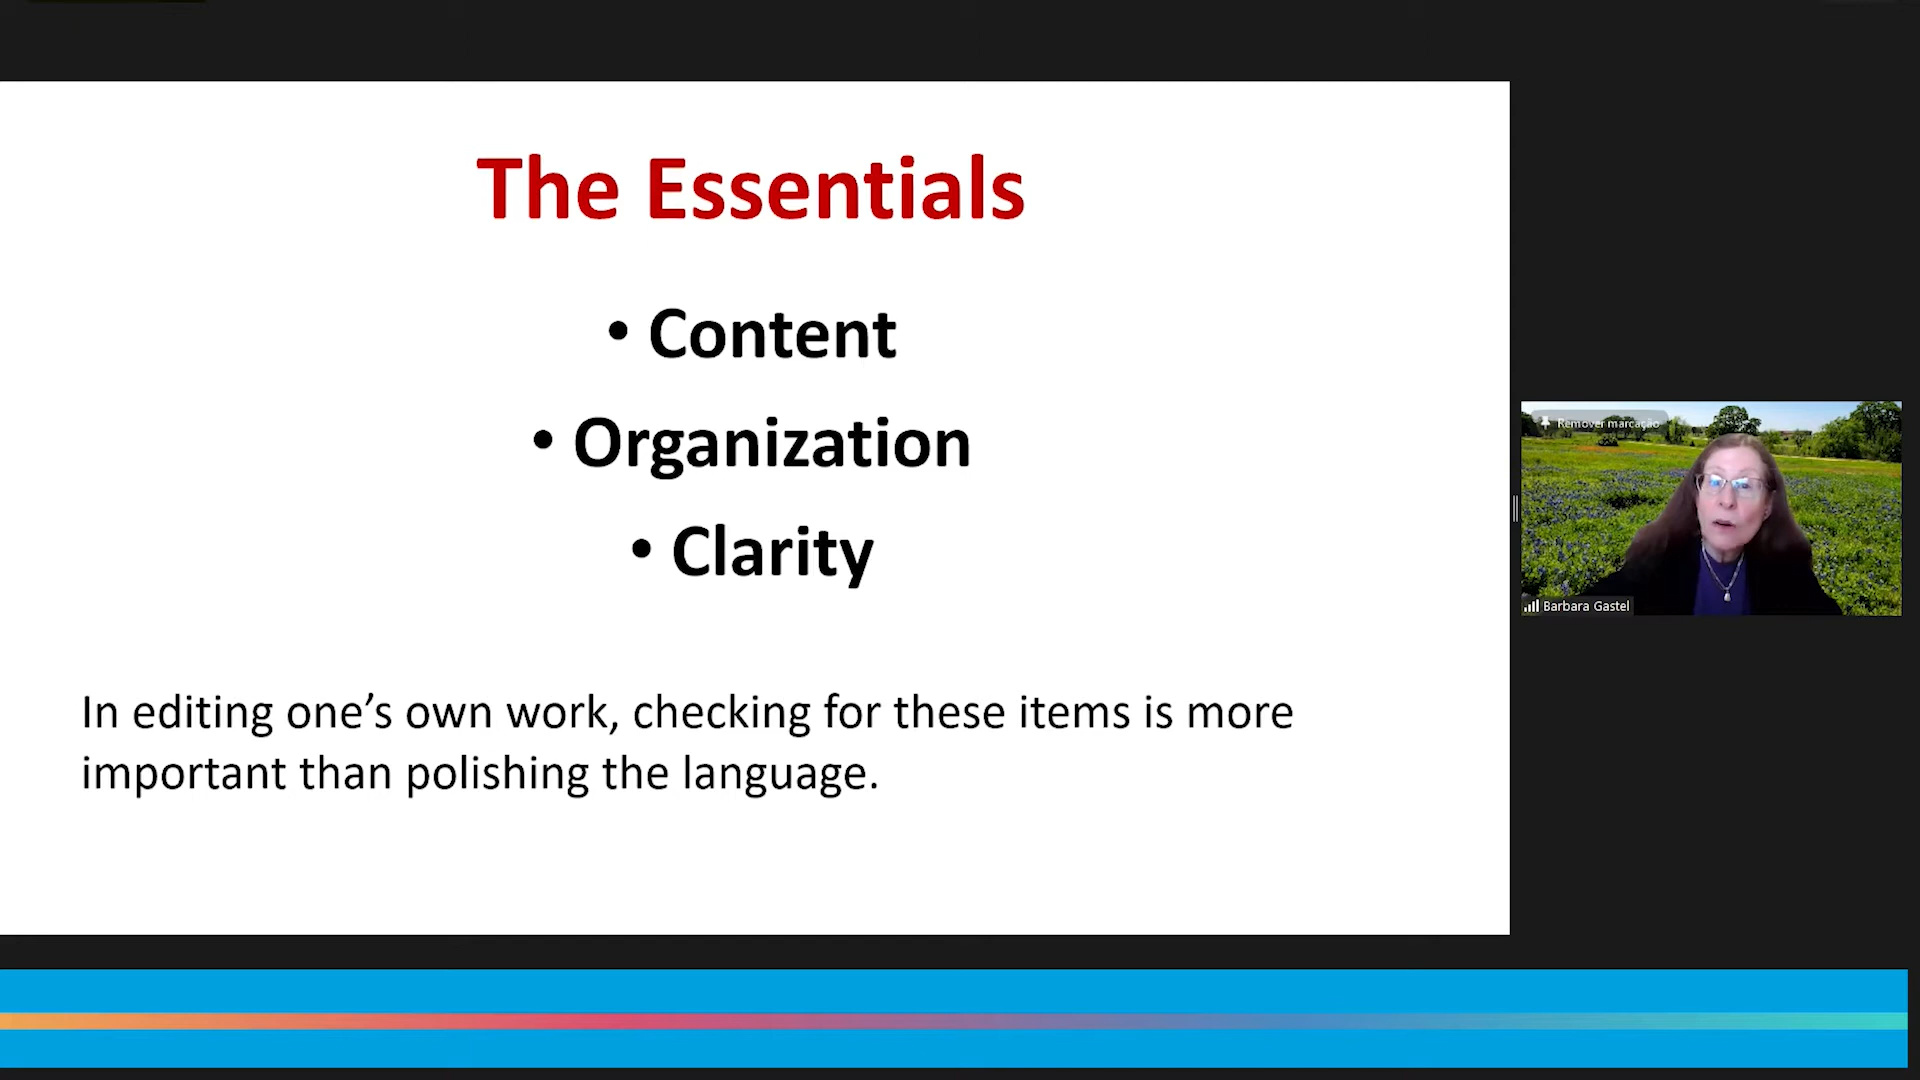 The Essentials
• Content
• Organization
• Clarity
In editing one’s own work, checking for these items is more
important than polishing the language.
Remover marcação
Barbara Gastel